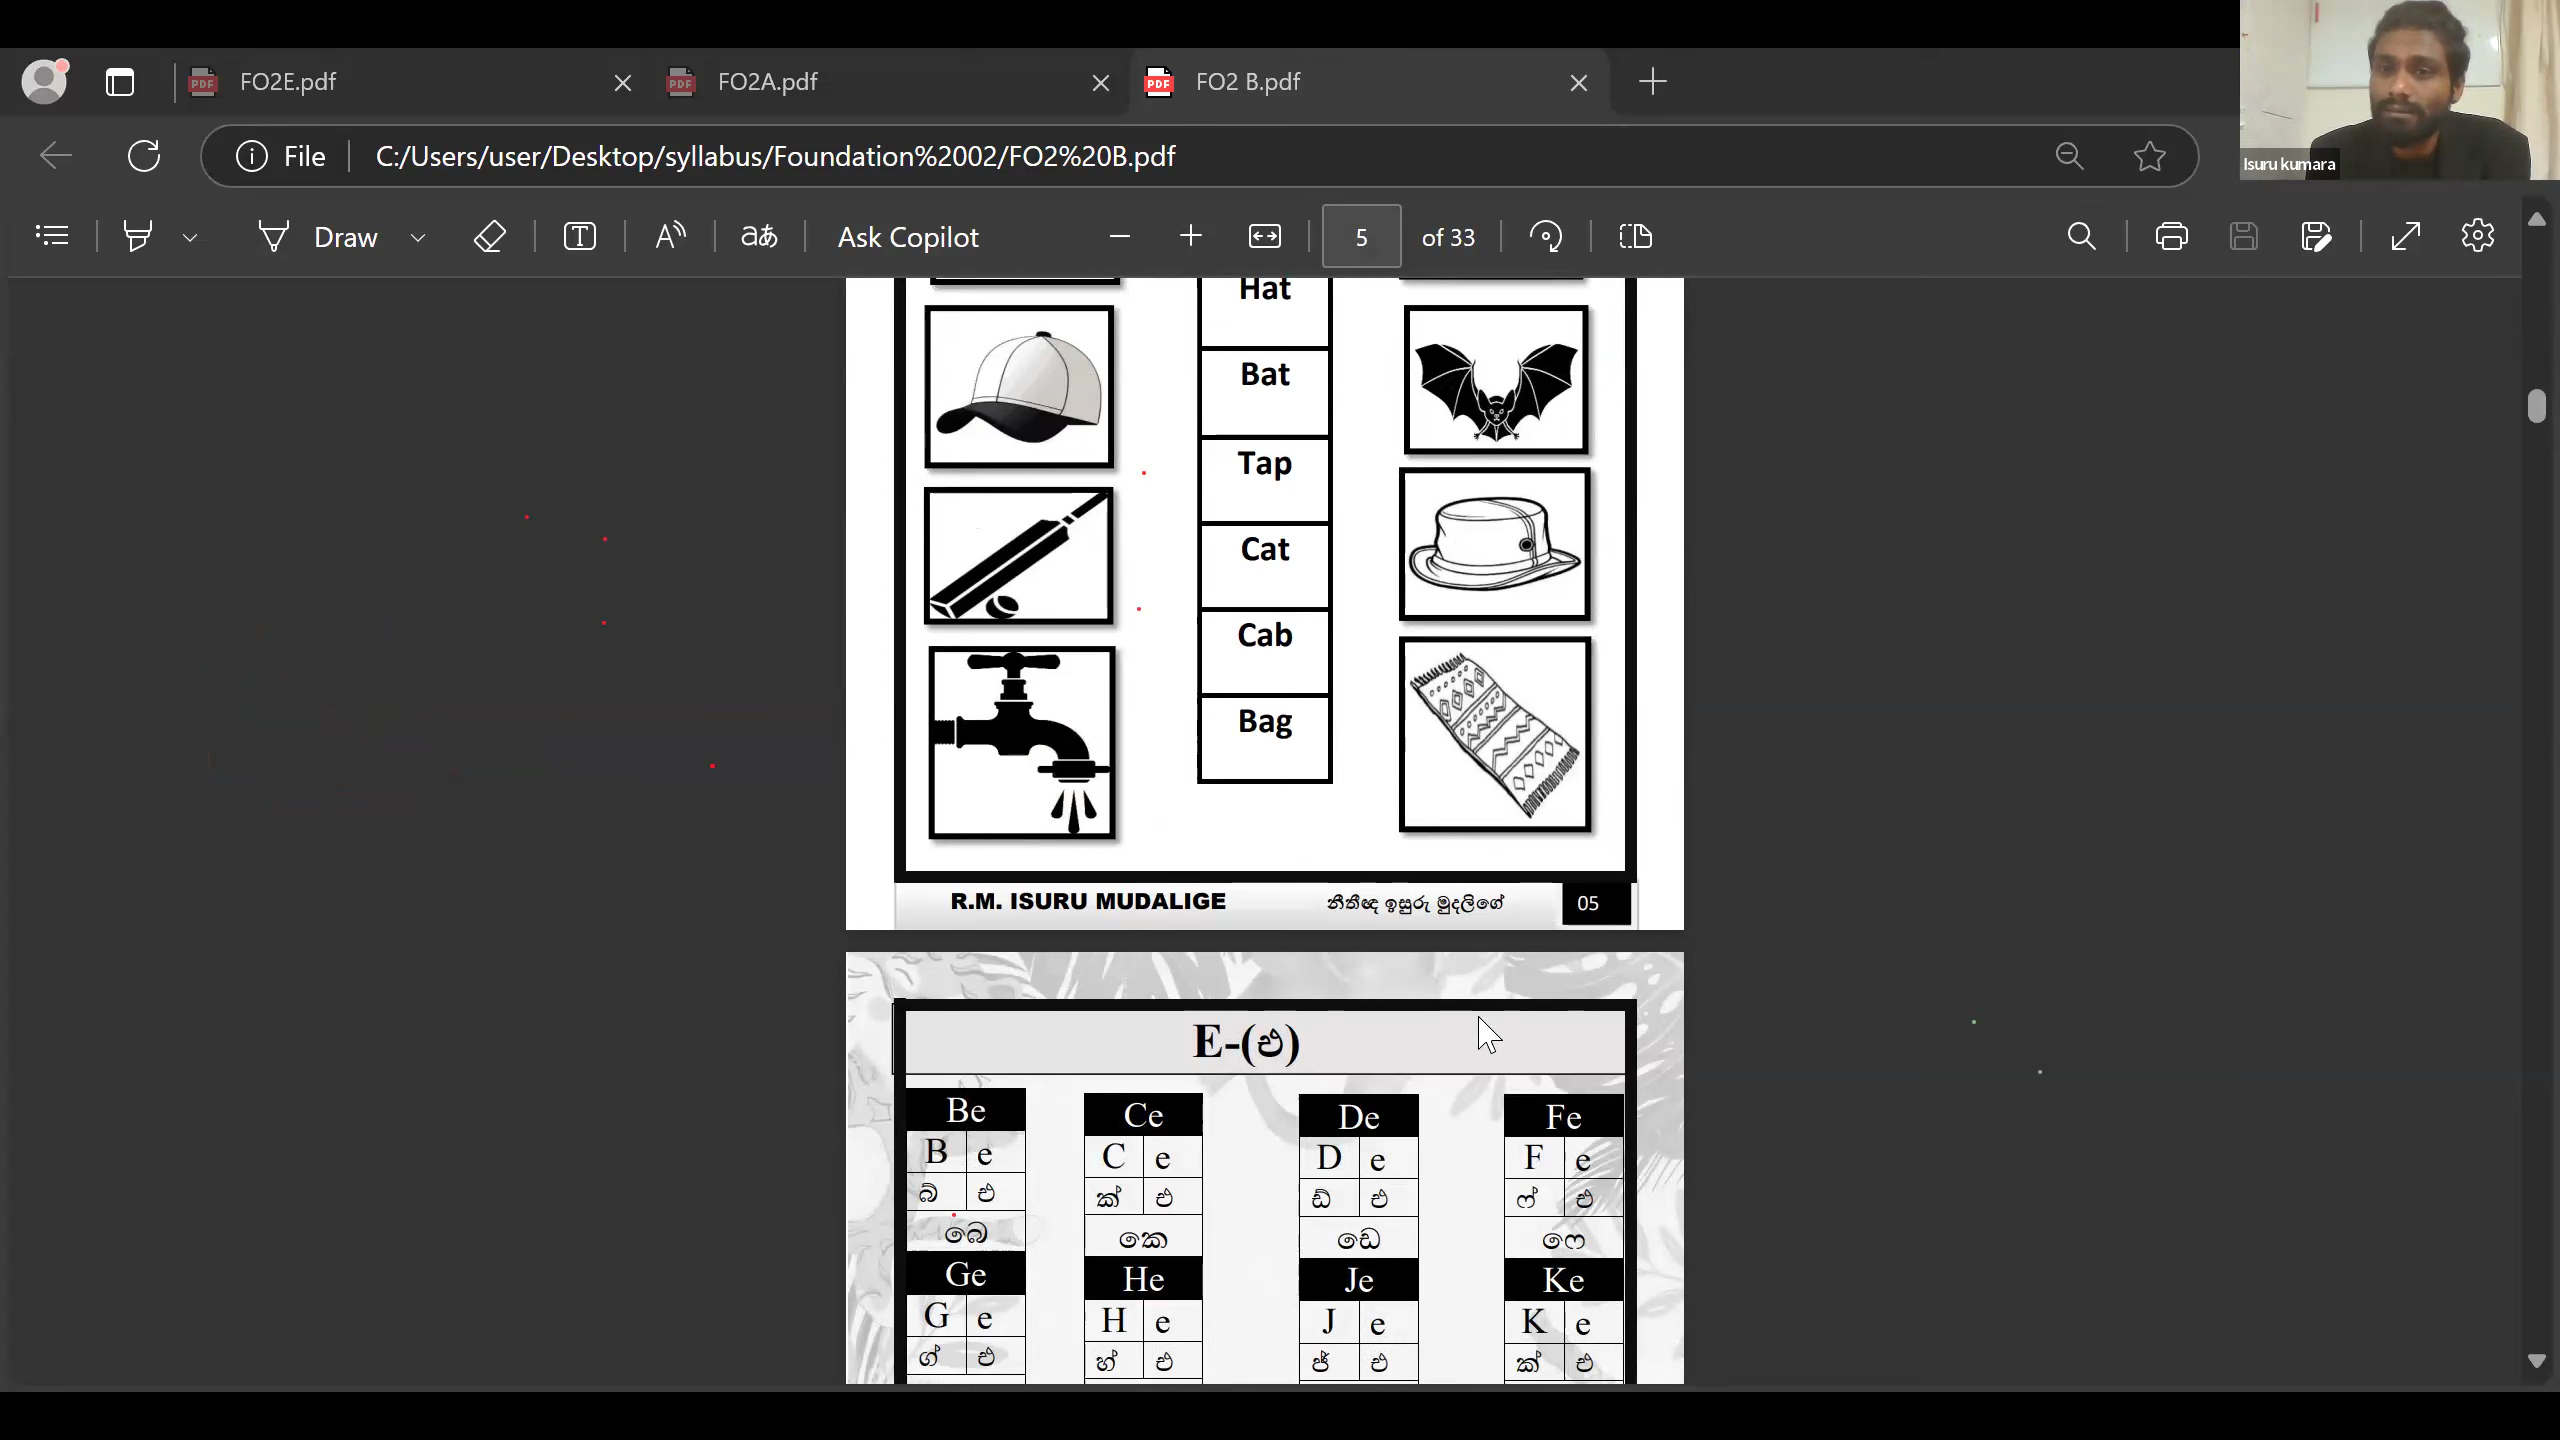 FO2E.pdf
FO2A.pdf
FO2 B.pdf
File
C:/Users/user/Desktop/syllabus/Foundation%2002/FO2%20B.pdf
Isuru kumara
Draw
aあ
Ask Copilot
5 of 33
Hat
Bat
Tap
Cat
Cab
Bag
R.M. ISURU MUDALIGE නීතීඥ ඉසුරු මුදලිගේ 05
E-(එ)
Be Ce De Fe
B e C e D e F e
බ් එ ක් එ ඩ් එ ෆ් එ
බෙ කෙ ඩෙ ෆෙ
Ge He Je Ke
G e H e J e K e
ග් එ හ් එ ජ් එ ක් එ